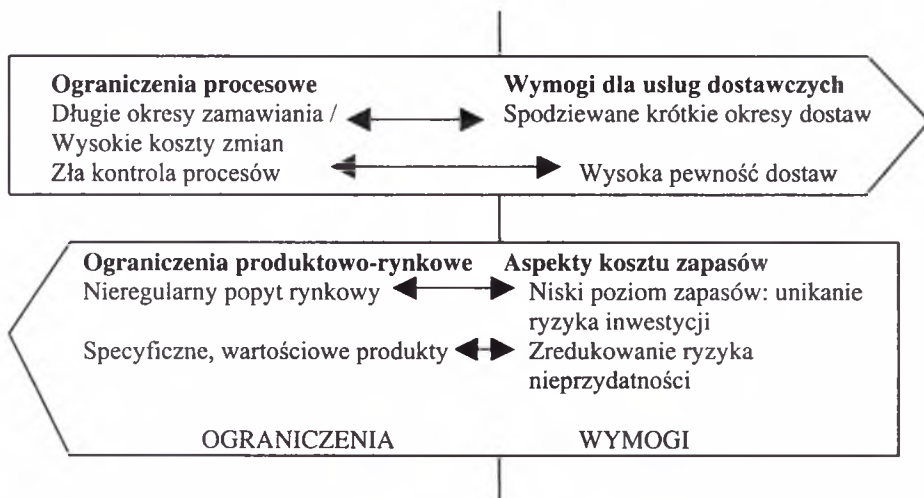 Ograniczenia procesowe
Długie okresy zamawiania /
Wysokie koszty zmian
Zła kontrola procesów
Wymogi dla usług dostawczych
Spodziewane krótkie okresy dostaw
Wysoka pewność dostaw
Ograniczenia produktowo-rynkowe
Nieregularny popyt rynkowy
Specyficzne, wartościowe produkty
Aspekty kosztu zapasów
Niski poziom zapasów: unikanie
ryzyka inwestycji
Zredukowanie ryzyka
nieprzydatności
OGRANICZENIA
WYMOGI